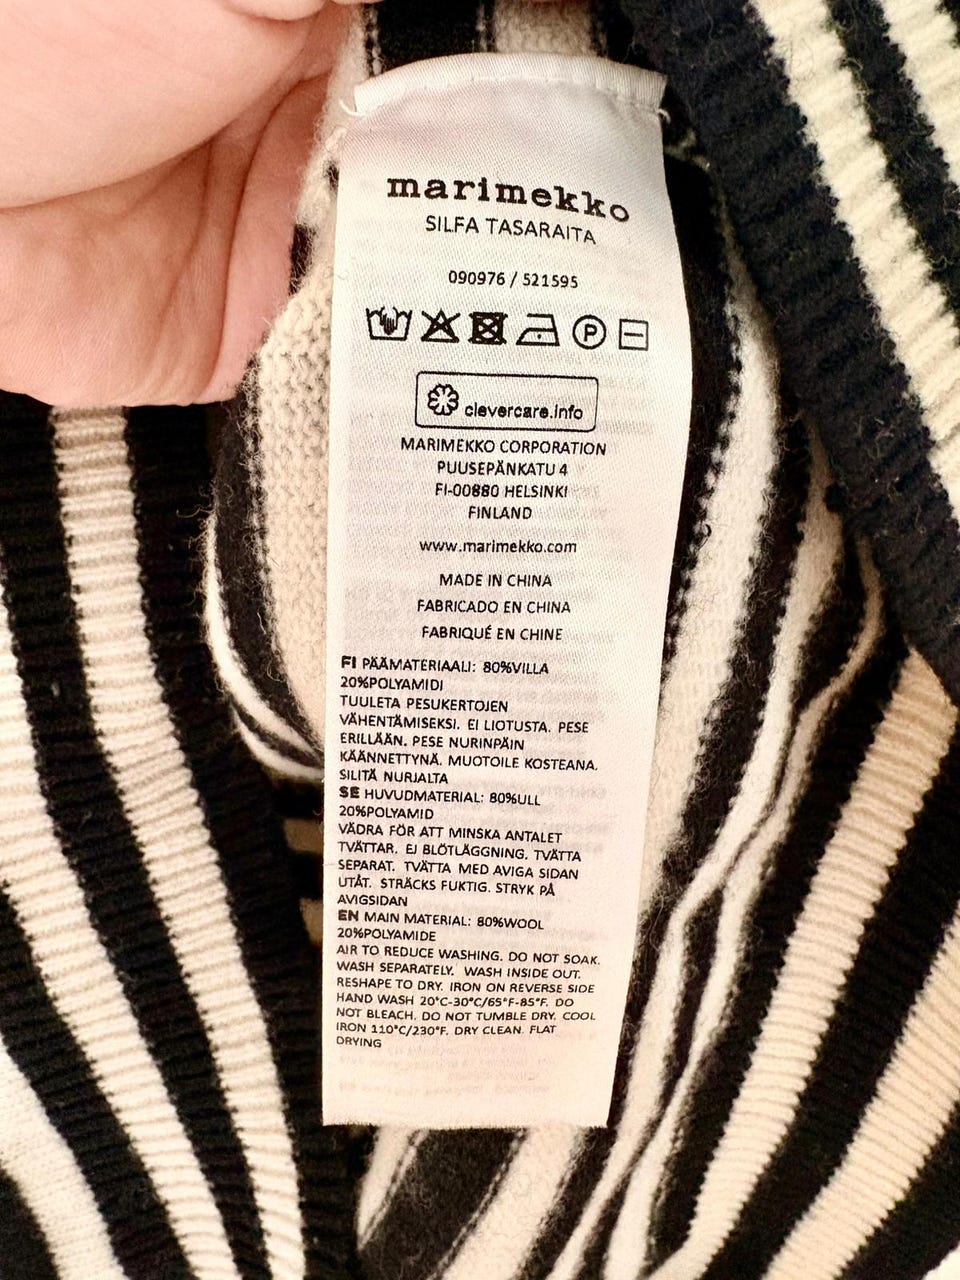 marimekko
SILFA TASARAITA
090976 / 521595
P
clevercare.info
MARIMEKKO CORPORATION
PUUSEPÄNKATU 4
FI-00880 HELSINKI
FINLAND
www.marimekko.com
MADE IN CHINA
FABRICADO EN CHINA
FABRIQUÉ EN CHINE
FI PÄÄMATERIAALI: 80%VILLA
20%POLYAMIDI
TUULETA PESUKERTOJEN
VÄHENTÄMISEKSI. EI LIOTUSTA. PESE
ERILLÄÄN. PESE NURINPÄIN
KÄÄNNETTYNÄ. MUOTOILE KOSTEANA.
SILITÄ NURJALTA
SE HUVUDMATERIAL: 80%ULL
20%POLYAMID
VÄDRA FÖR ATT MINSKA ANTALET
TVÄTTAR. EJ BLÖTLÄGGNING. TVÄTTA
SEPARAT. TVÄTTA MED AVIGA SIDAN
UTÅT. STRÄCKS FUKTIG. STRYK PÅ
AVIGSIDAN
EN MAIN MATERIAL: 80%WOOL
20%POLYAMIDE
AIR TO REDUCE WASHING. DO NOT SOAK.
WASH SEPARATELY. WASH INSIDE OUT.
RESHAPE TO DRY. IRON ON REVERSE SIDE
HAND WASH 20°C-30°C/65°F-85°F. DO
NOT BLEACH. DO NOT TUMBLE DRY. COOL
IRON 110°C/230°F. DRY CLEAN. FLAT
DRYING